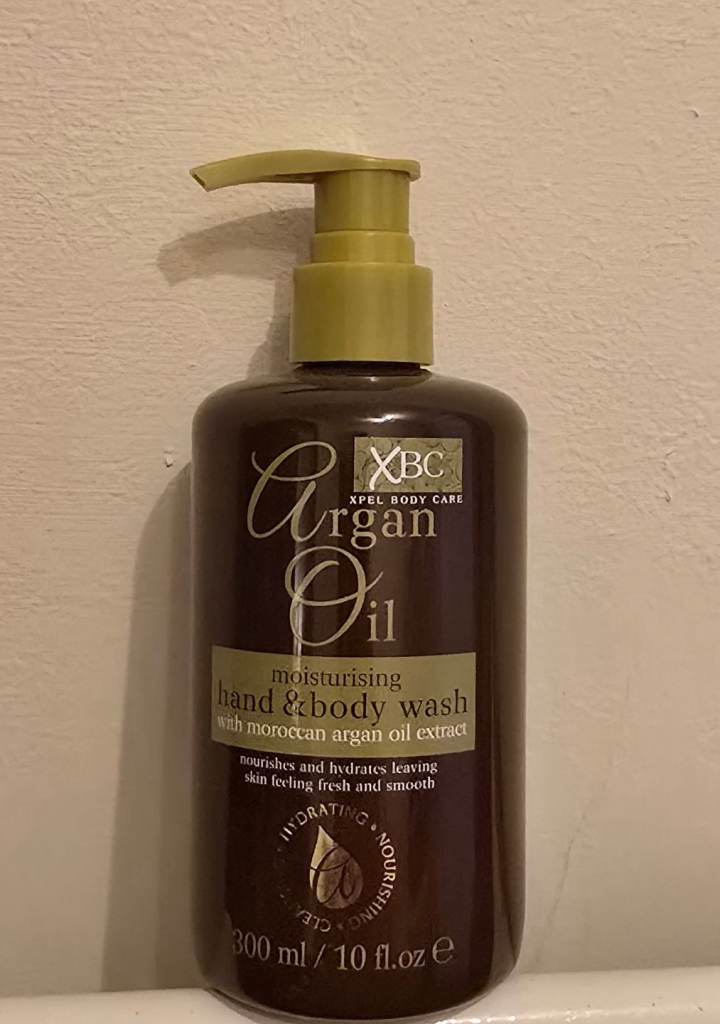 XBC
XPEL BODY CARE
Argan
Oil
moisturising
hand & body wash
with moroccan argan oil extract
nourishes and hydrates leaving
skin feeling fresh and smooth
HYDRATING • NOURISHING •
300 ml / 10 fl.oz e